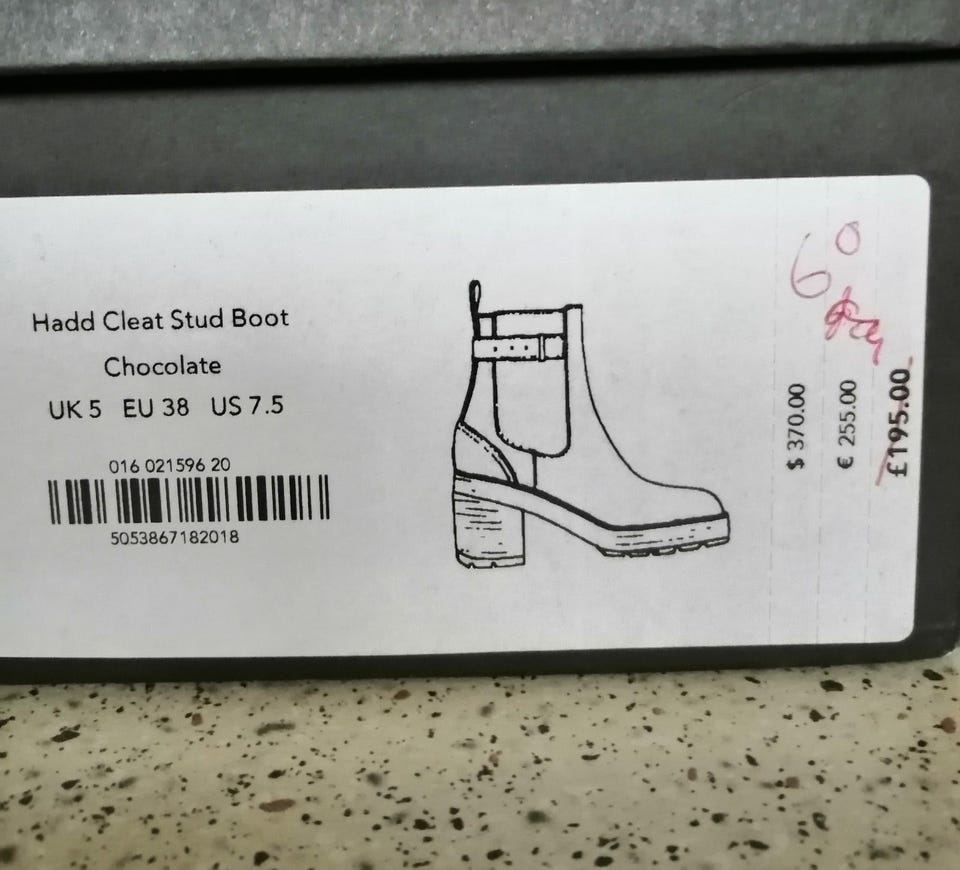 Hadd Cleat Stud Boot
Chocolate
UK 5 EU 38 US 7.5
016 021596 20
5053867182018
$ 370.00
€ 255.00
£195.00
60